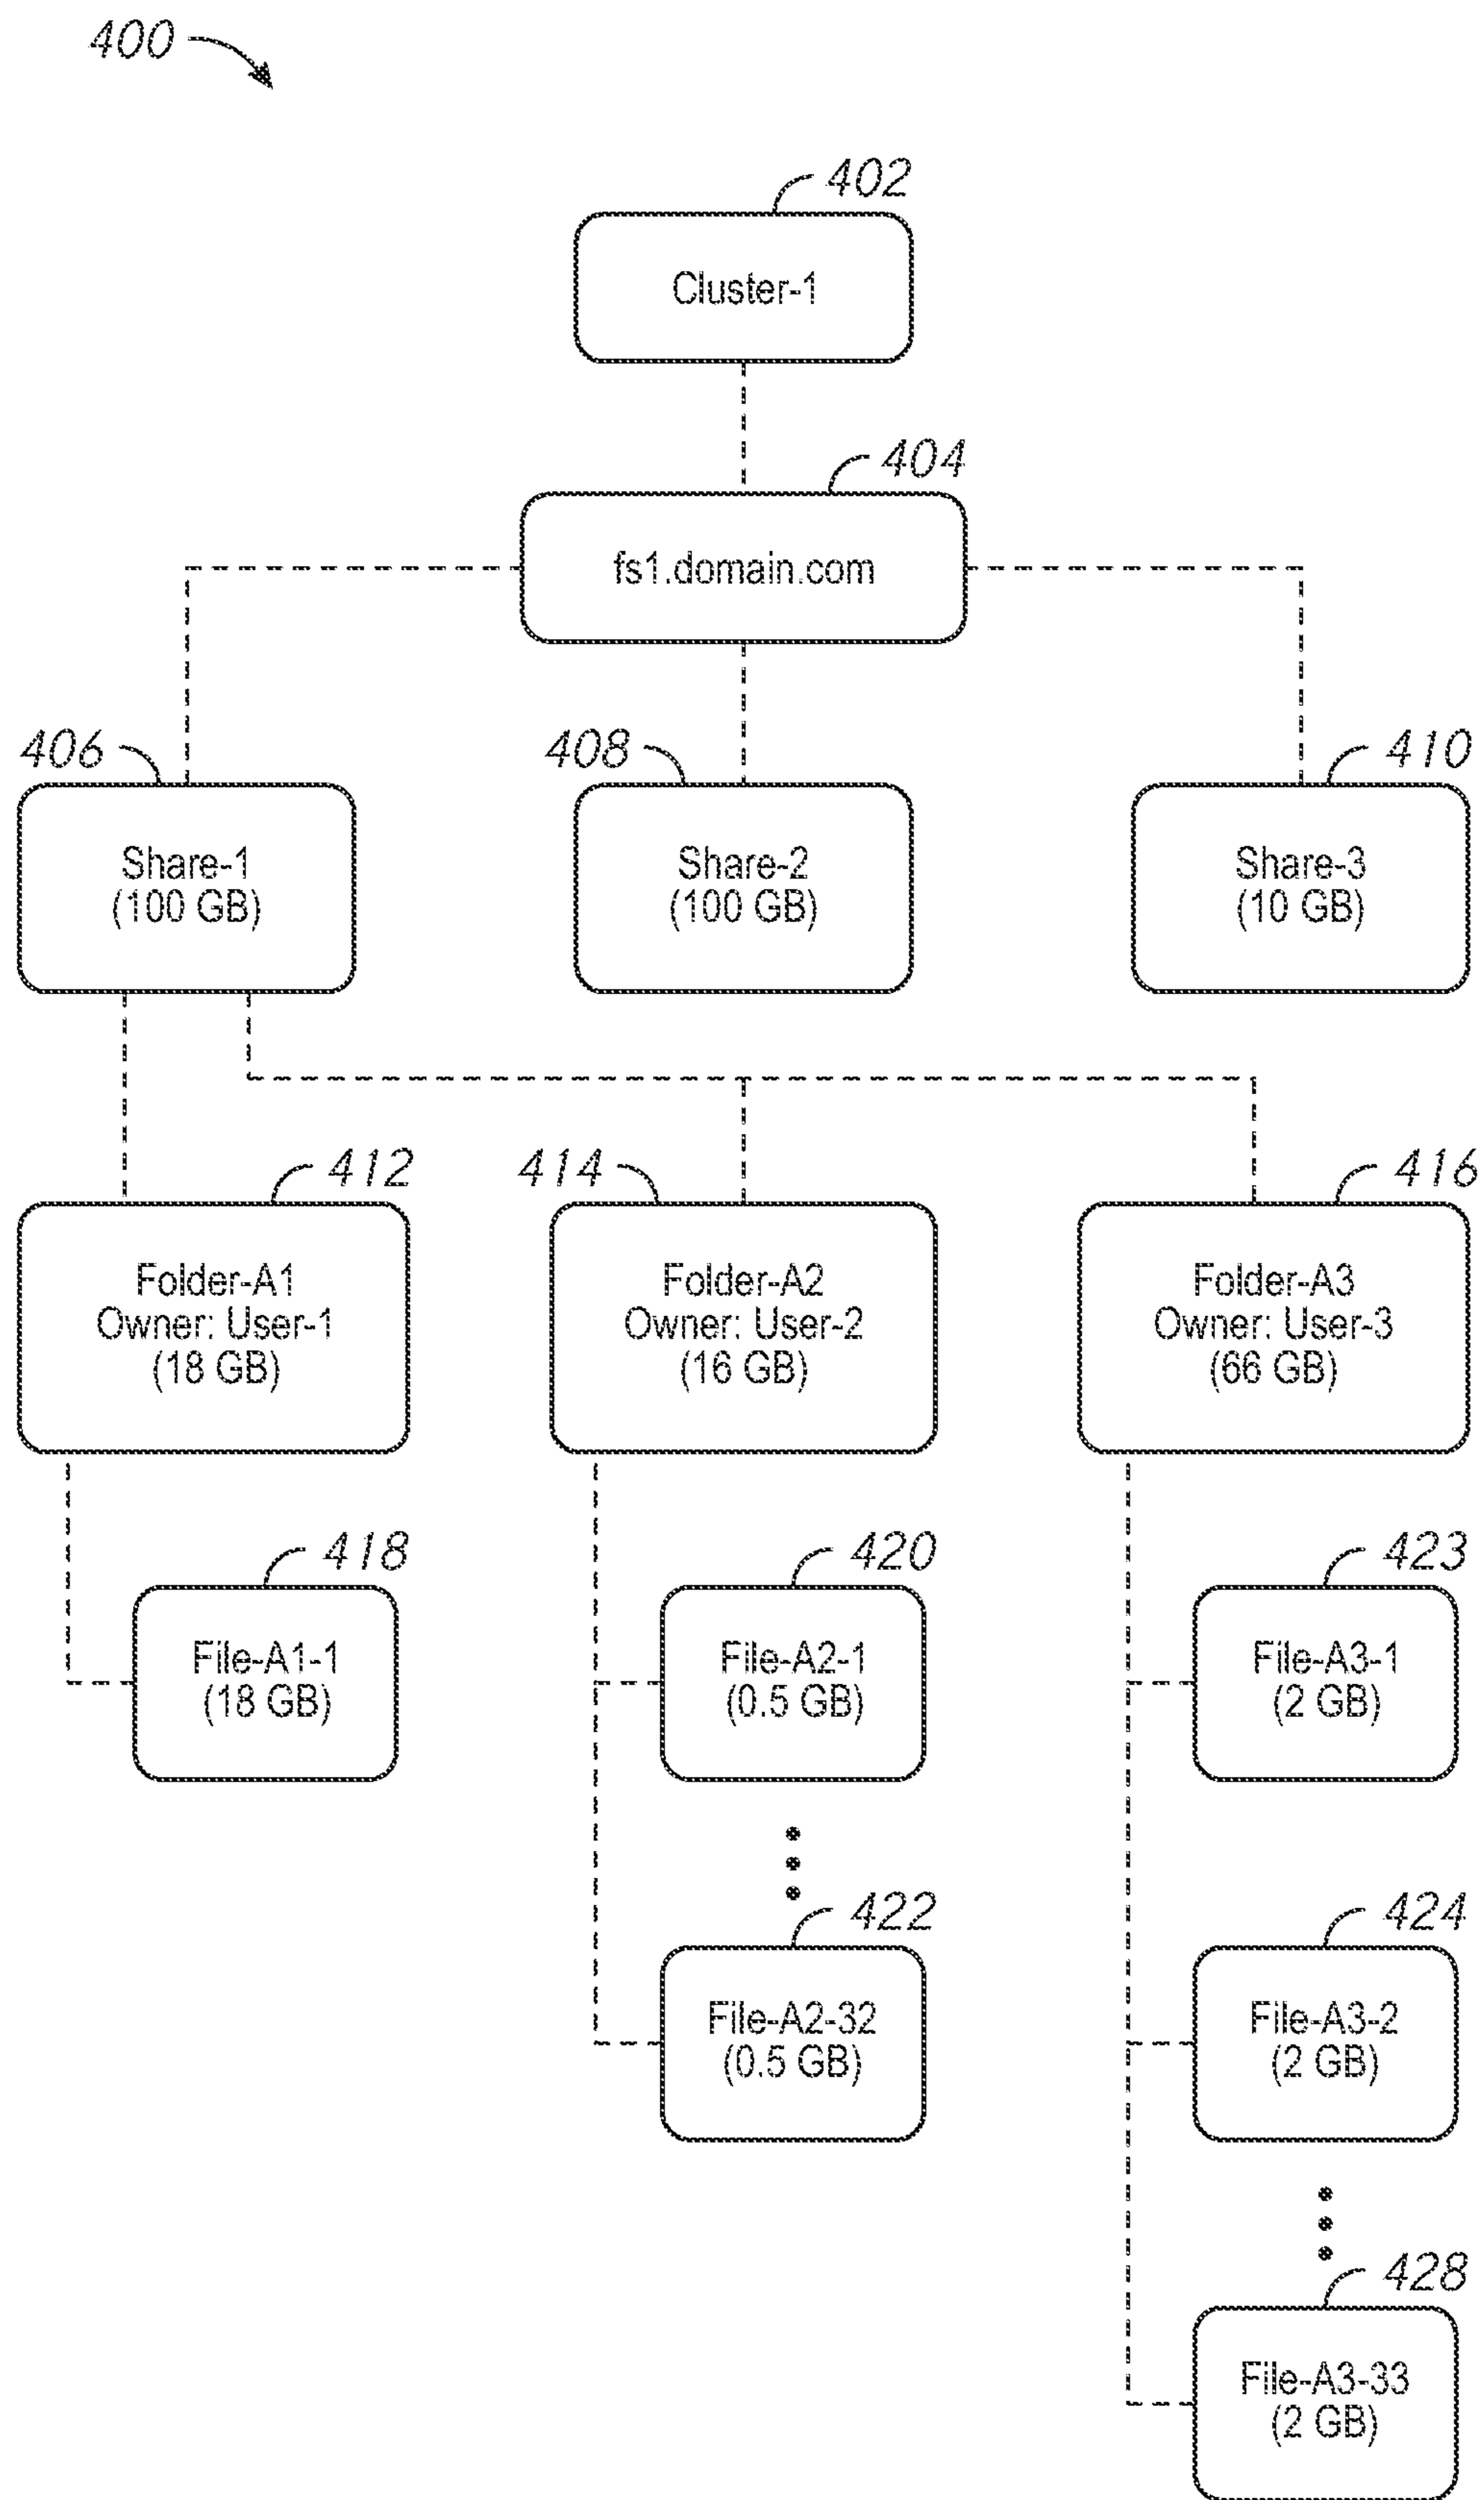 400
402
Cluster-1
404
fs1.domain.com
406
408
410
Share-1
(100 GB)
Share-2
(100 GB)
Share-3
(10 GB)
412
414
416
Folder-A1
Owner: User-1
(18 GB)
Folder-A2
Owner: User-2
(16 GB)
Folder-A3
Owner: User-3
(66 GB)
418
420
423
File-A1-1
(18 GB)
File-A2-1
(0.5 GB)
File-A3-1
(2 GB)
422
424
File-A2-32
(0.5 GB)
File-A3-2
(2 GB)
428
File-A3-33
(2 GB)